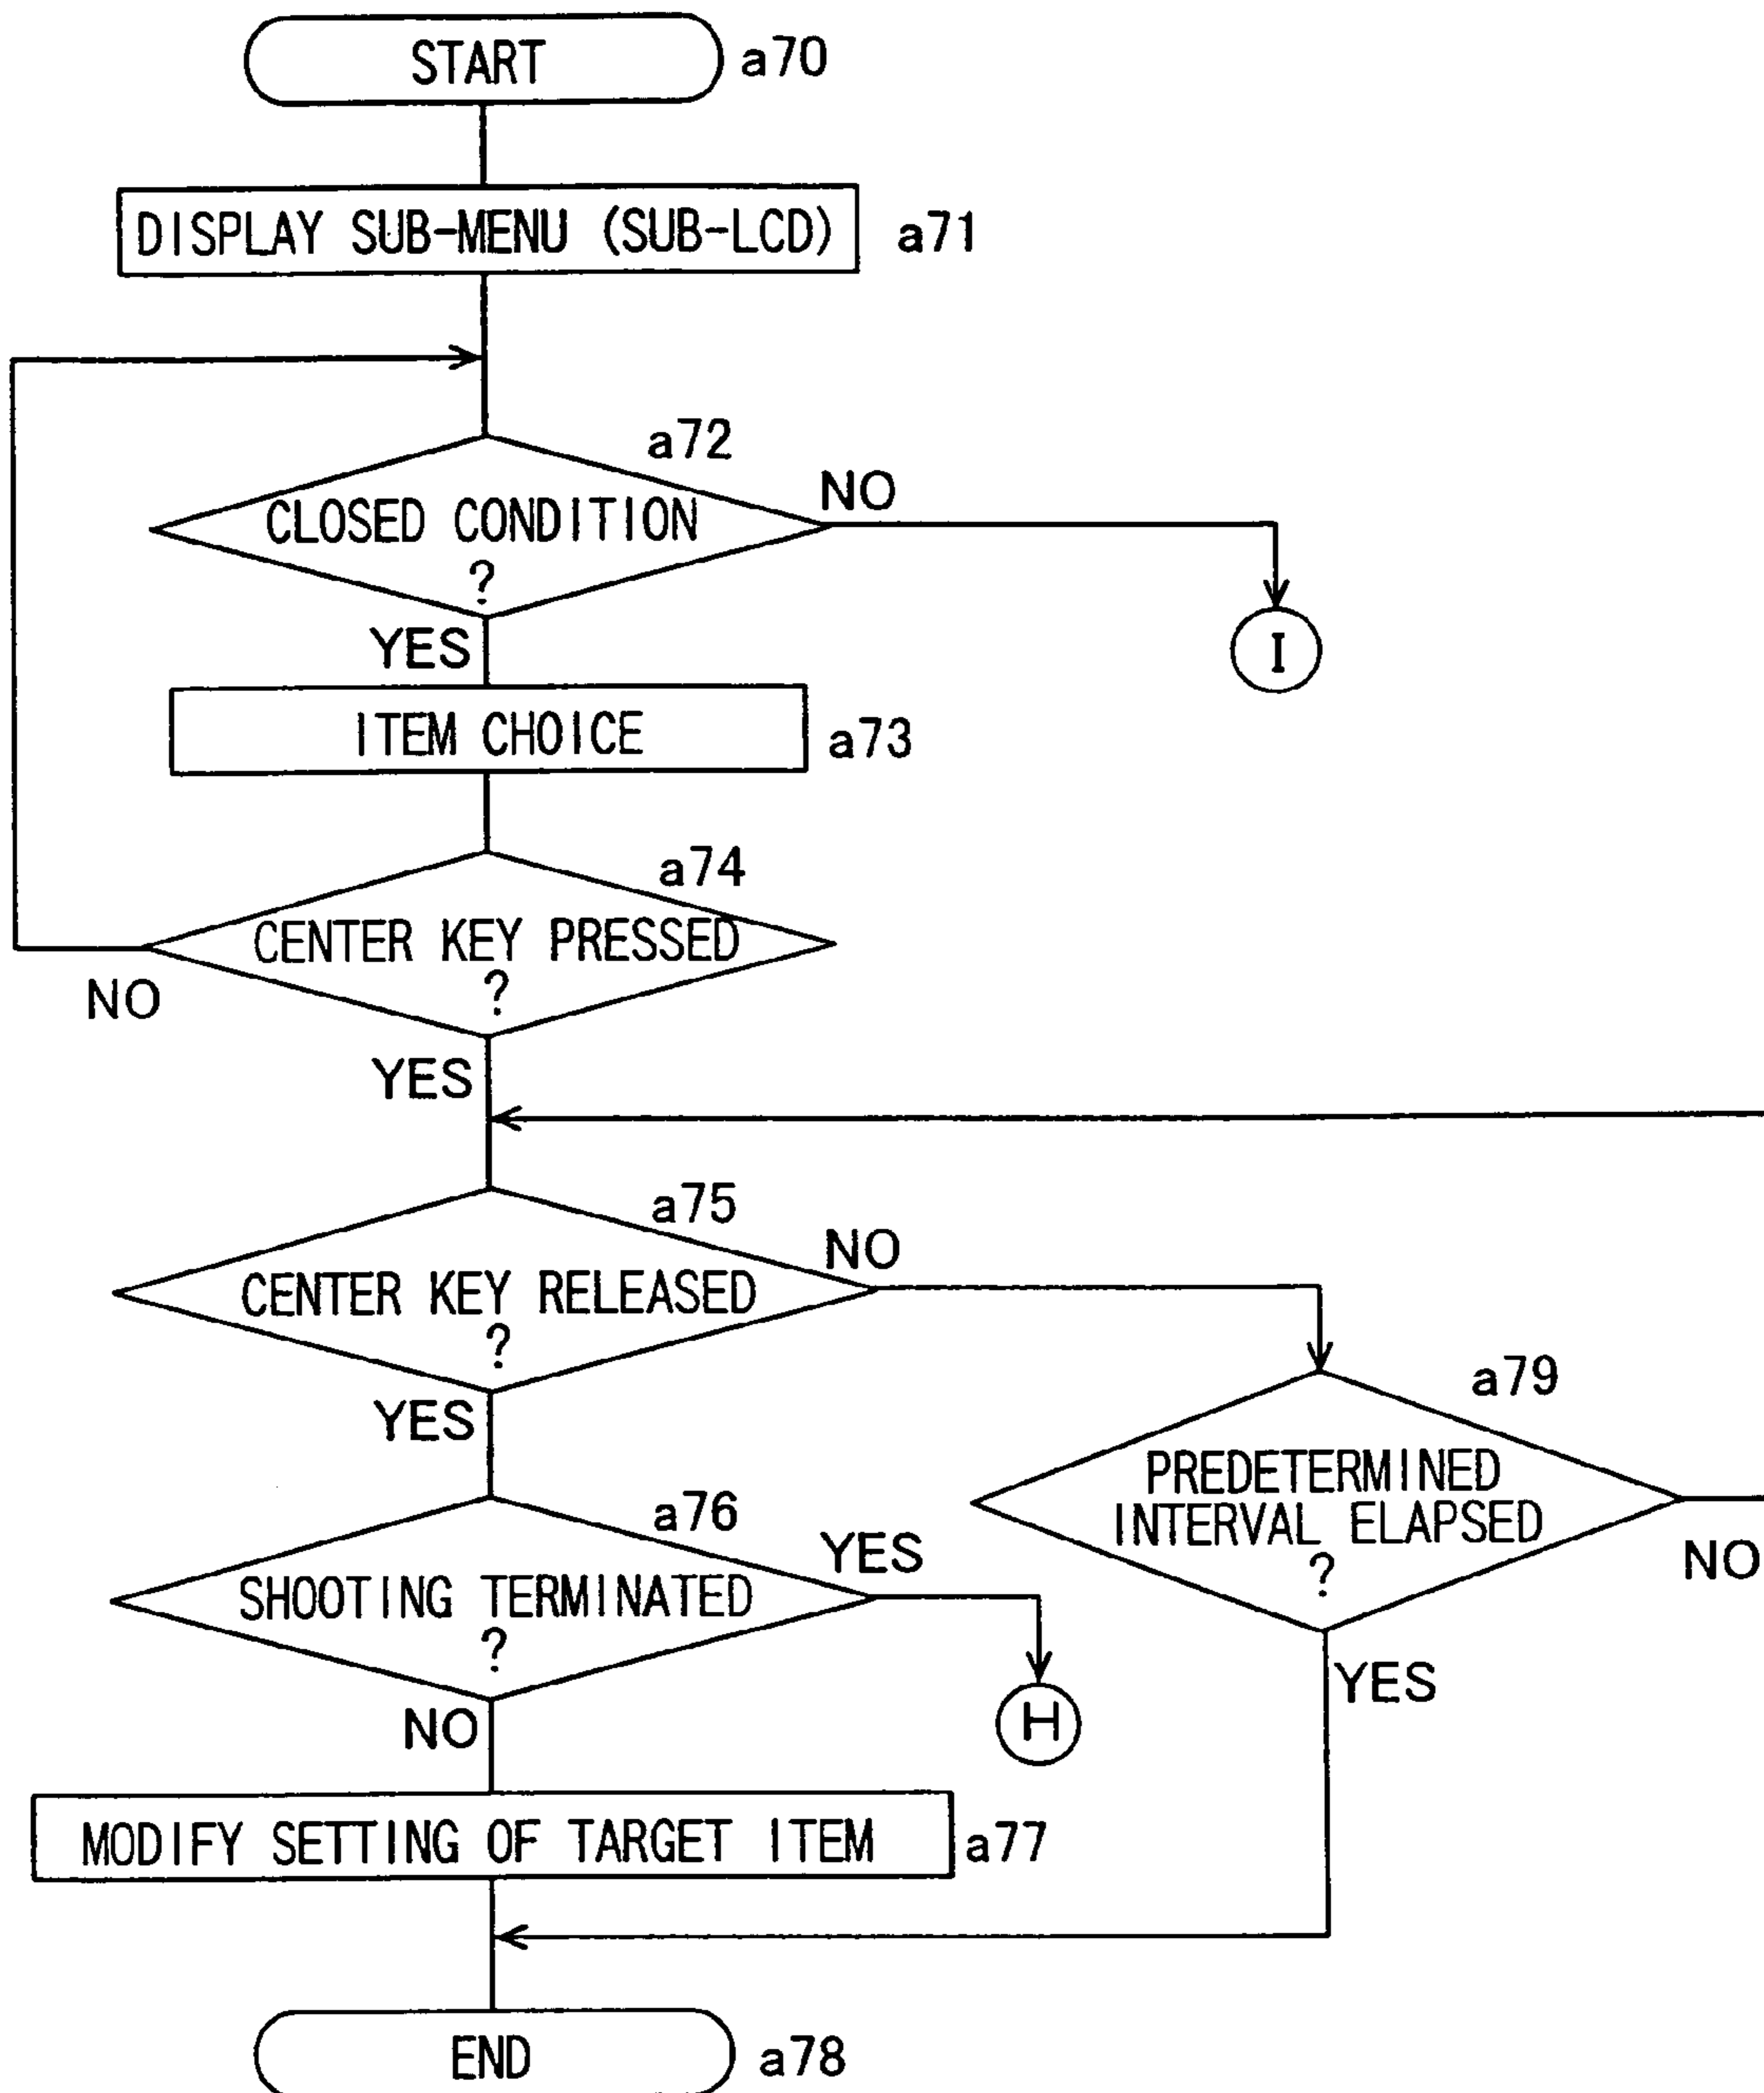 START
a70
DISPLAY SUB-MENU (SUB-LCD)
a71
a72
CLOSED CONDITION
?
NO
YES
I
ITEM CHOICE
a73
a74
CENTER KEY PRESSED
?
NO
YES
a75
CENTER KEY RELEASED
?
NO
YES
a79
PREDETERMINED
INTERVAL ELAPSED
?
NO
YES
a76
SHOOTING TERMINATED
?
YES
H
NO
MODIFY SETTING OF TARGET ITEM
a77
END
a78